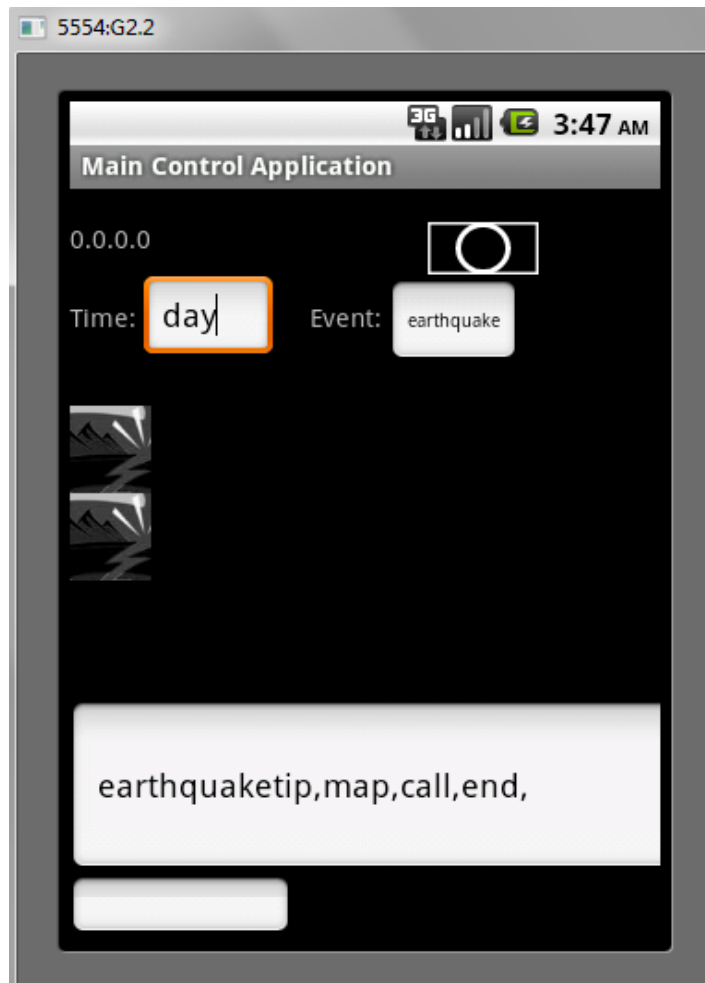 5554:G2.2
3G 3:47 AM
Main Control Application
0.0.0.0
Time: day Event: earthquake
earthquaketip,map,call,end,